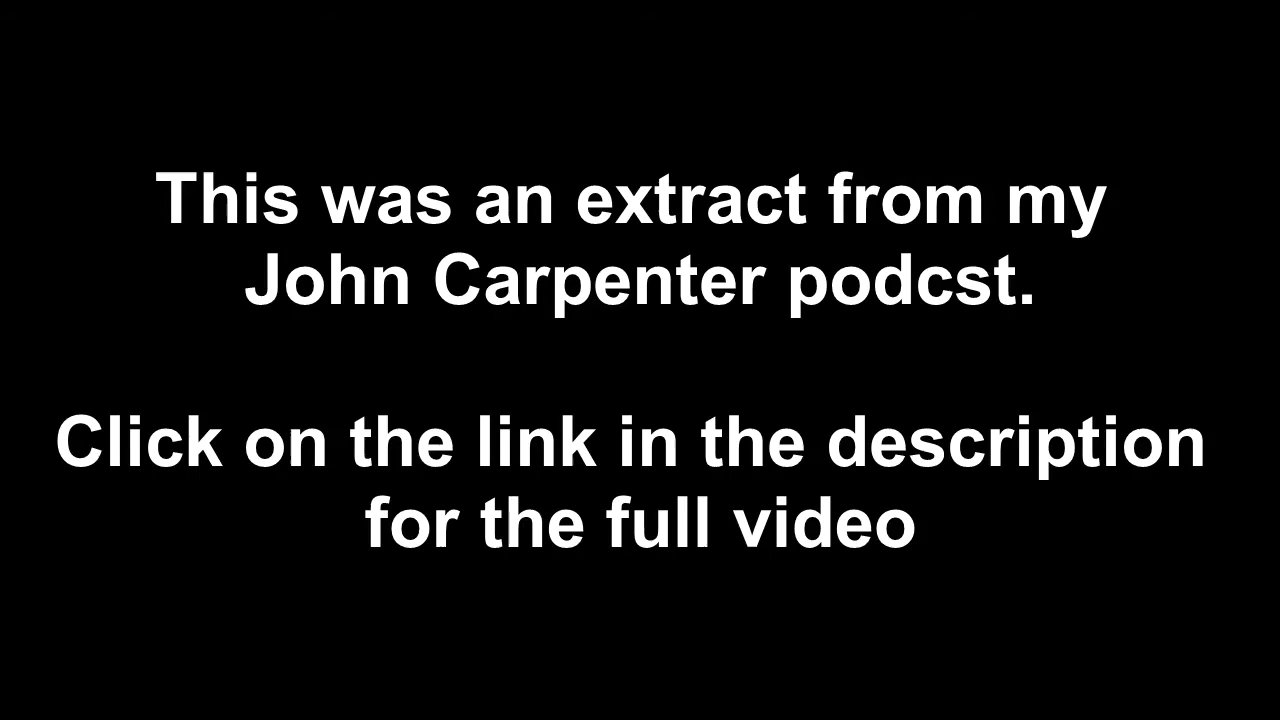 This was an extract from my
John Carpenter podcst.
Click on the link in the description
for the full video